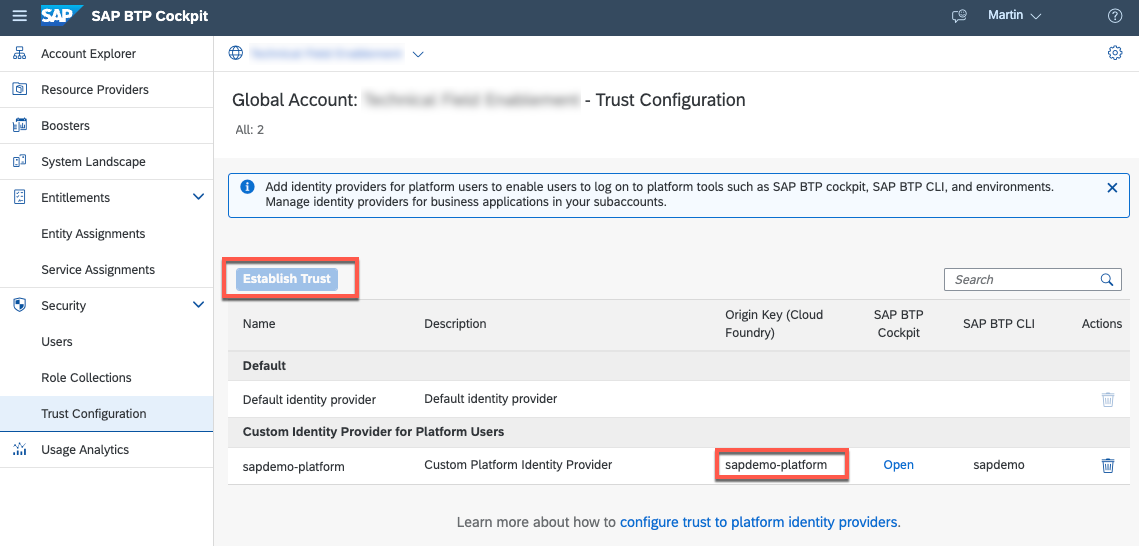 SAP SAP BTP Cockpit
Martin
Account Explorer
Resource Providers
Boosters
System Landscape
Entitlements
Entity Assignments
Service Assignments
Security
Users
Role Collections
Trust Configuration
Usage Analytics
Global Account: - Trust Configuration
All: 2
Add identity providers for platform users to enable users to log on to platform tools such as SAP BTP cockpit, SAP BTP CLI, and environments.
Manage identity providers for business applications in your subaccounts.
Establish Trust
Search
Name Description Origin Key (Cloud Foundry) SAP BTP Cockpit SAP BTP CLI Actions
Default
Default identity provider Default identity provider
Custom Identity Provider for Platform Users
sapdemo-platform Custom Platform Identity Provider sapdemo-platform Open sapdemo
Learn more about how to configure trust to platform identity providers.